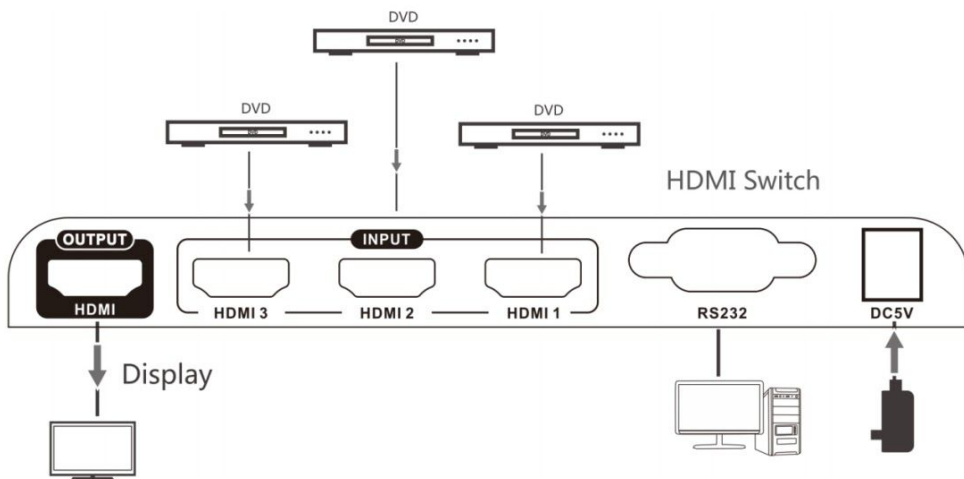 DVD
DVD
DVD
HDMI Switch
OUTPUT
INPUT
HDMI
HDMI 3
HDMI 2
HDMI 1
RS232
DC5V
Display